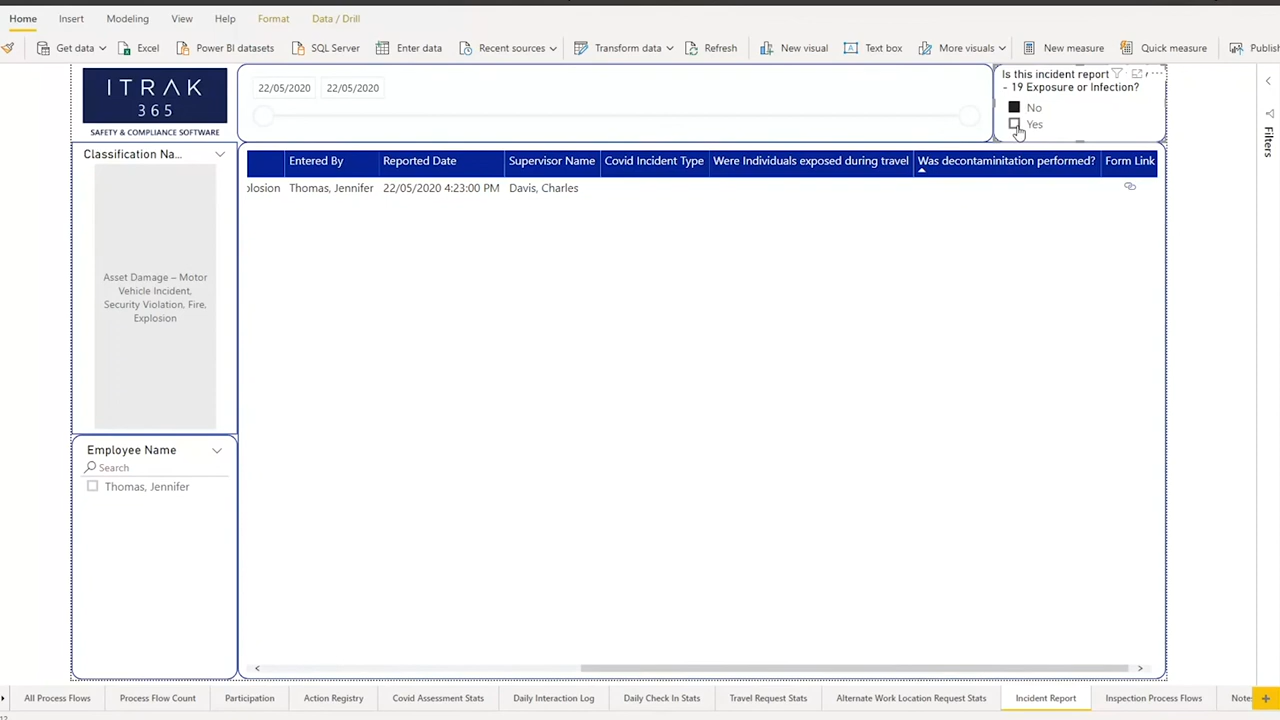 Home Insert Modeling View Help Format Data / Drill
Get data Excel Power BI datasets SQL Server Enter data Recent sources Transform data Refresh New visual Text box More visuals New measure Quick measure Publish
ITRAK
365
SAFETY & COMPLIANCE SOFTWARE
22/05/2020 22/05/2020
Is this incident report
- 19 Exposure or Infection?
No
Yes
Filters
Classification Na...
Asset Damage – Motor
Vehicle Incident,
Security Violation, Fire,
Explosion
Employee Name
Search
Thomas, Jennifer
Entered By Reported Date Supervisor Name Covid Incident Type Were Individuals exposed during travel Was decontaminitation performed? Form Link
plosion Thomas, Jennifer 22/05/2020 4:23:00 PM Davis, Charles
All Process Flows Process Flow Count Participation Action Registry Covid Assessment Stats Daily Interaction Log Daily Check In Stats Travel Request Stats Alternate Work Location Request Stats Incident Report Inspection Process Flows Note